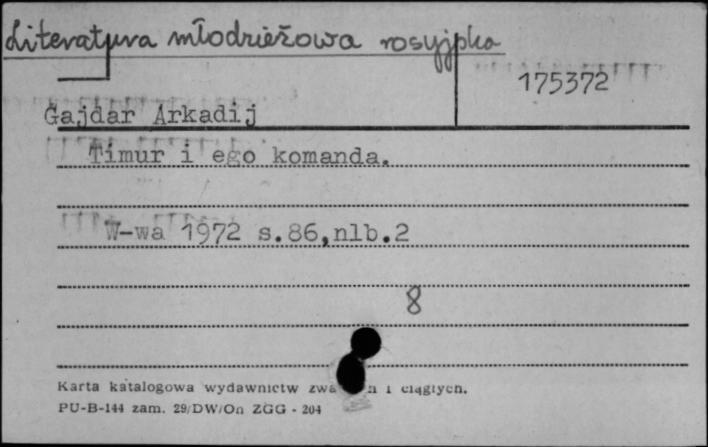 Literatura młodzieżowa rosyjska
175372
Gajdar Arkadij
Timur i ego komanda.
W-wa 1972 s.86,nlb.2
8
Karta katalogowa wydawnictw i ciągłych.
PU-B-144 zam. 29/DW/On ZGG - 204